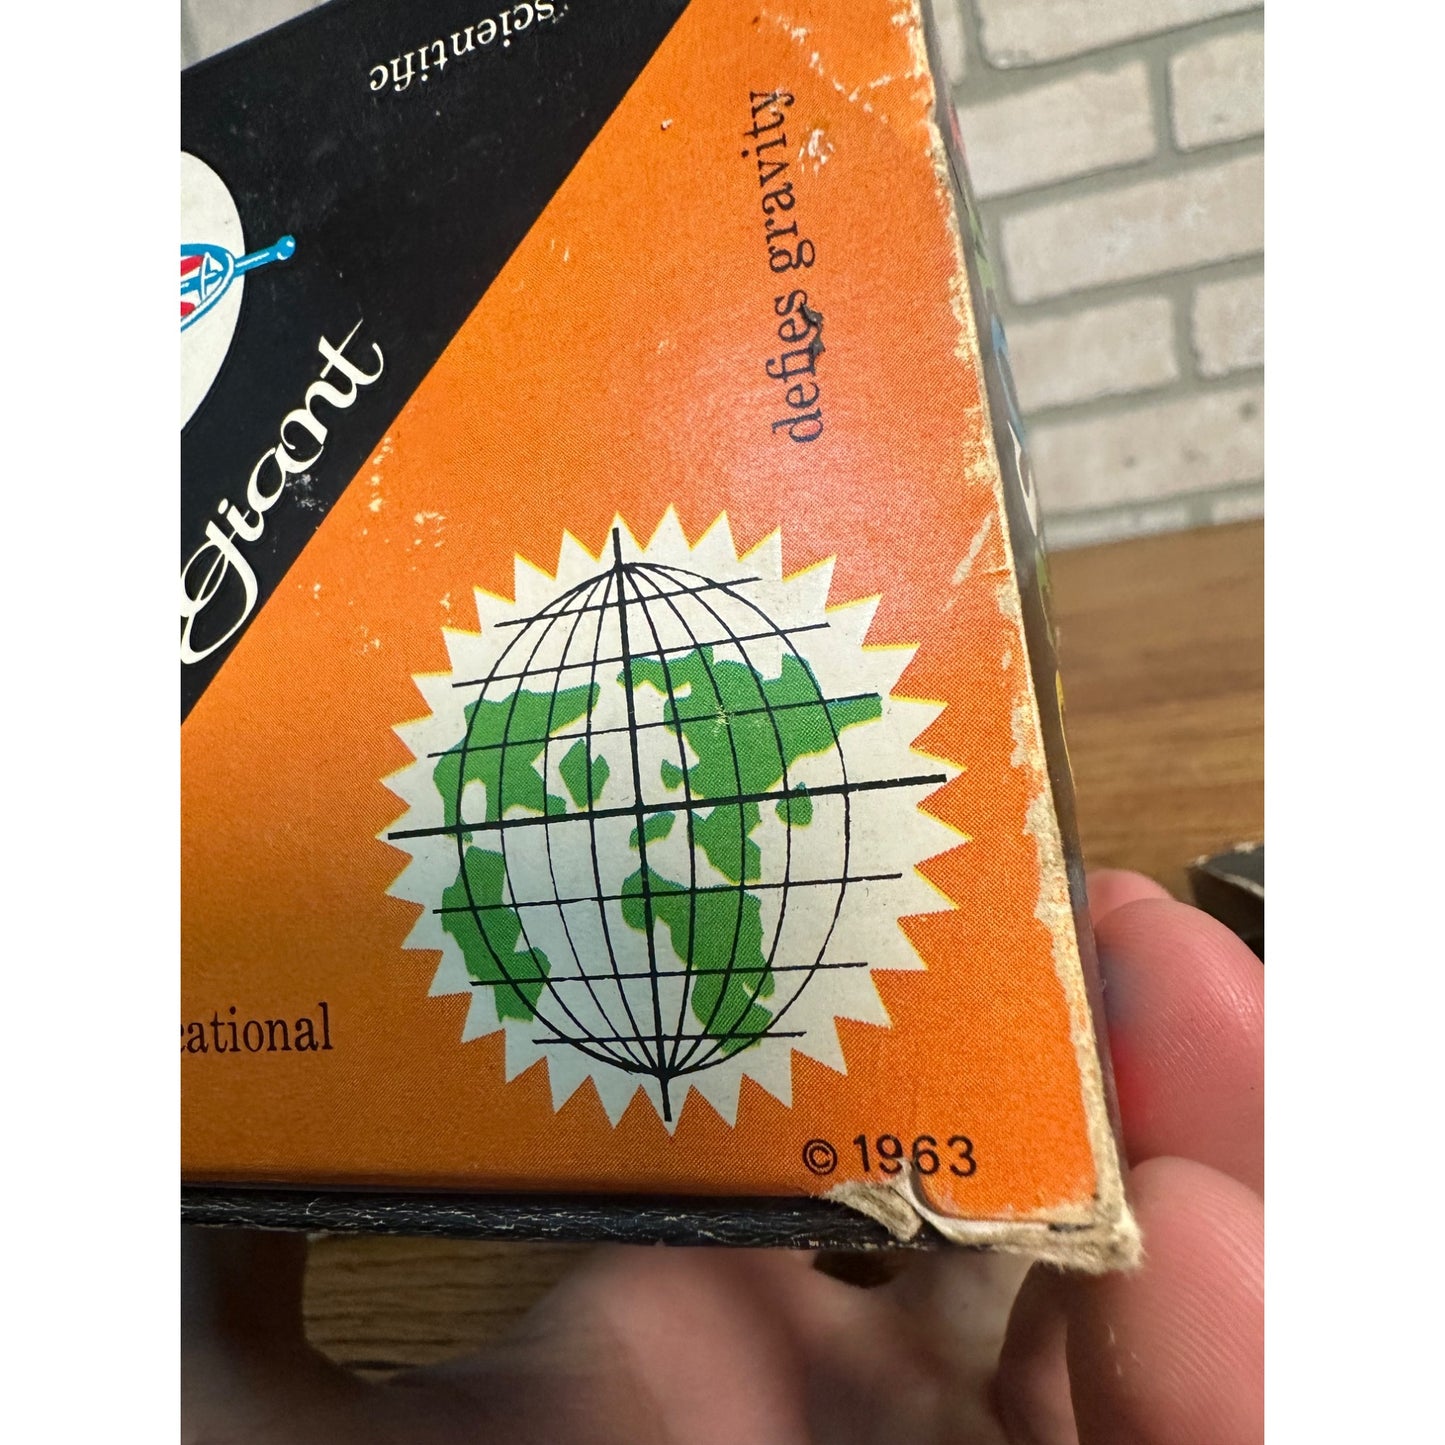 scientific
defies gravity
giant
cational
© 1963